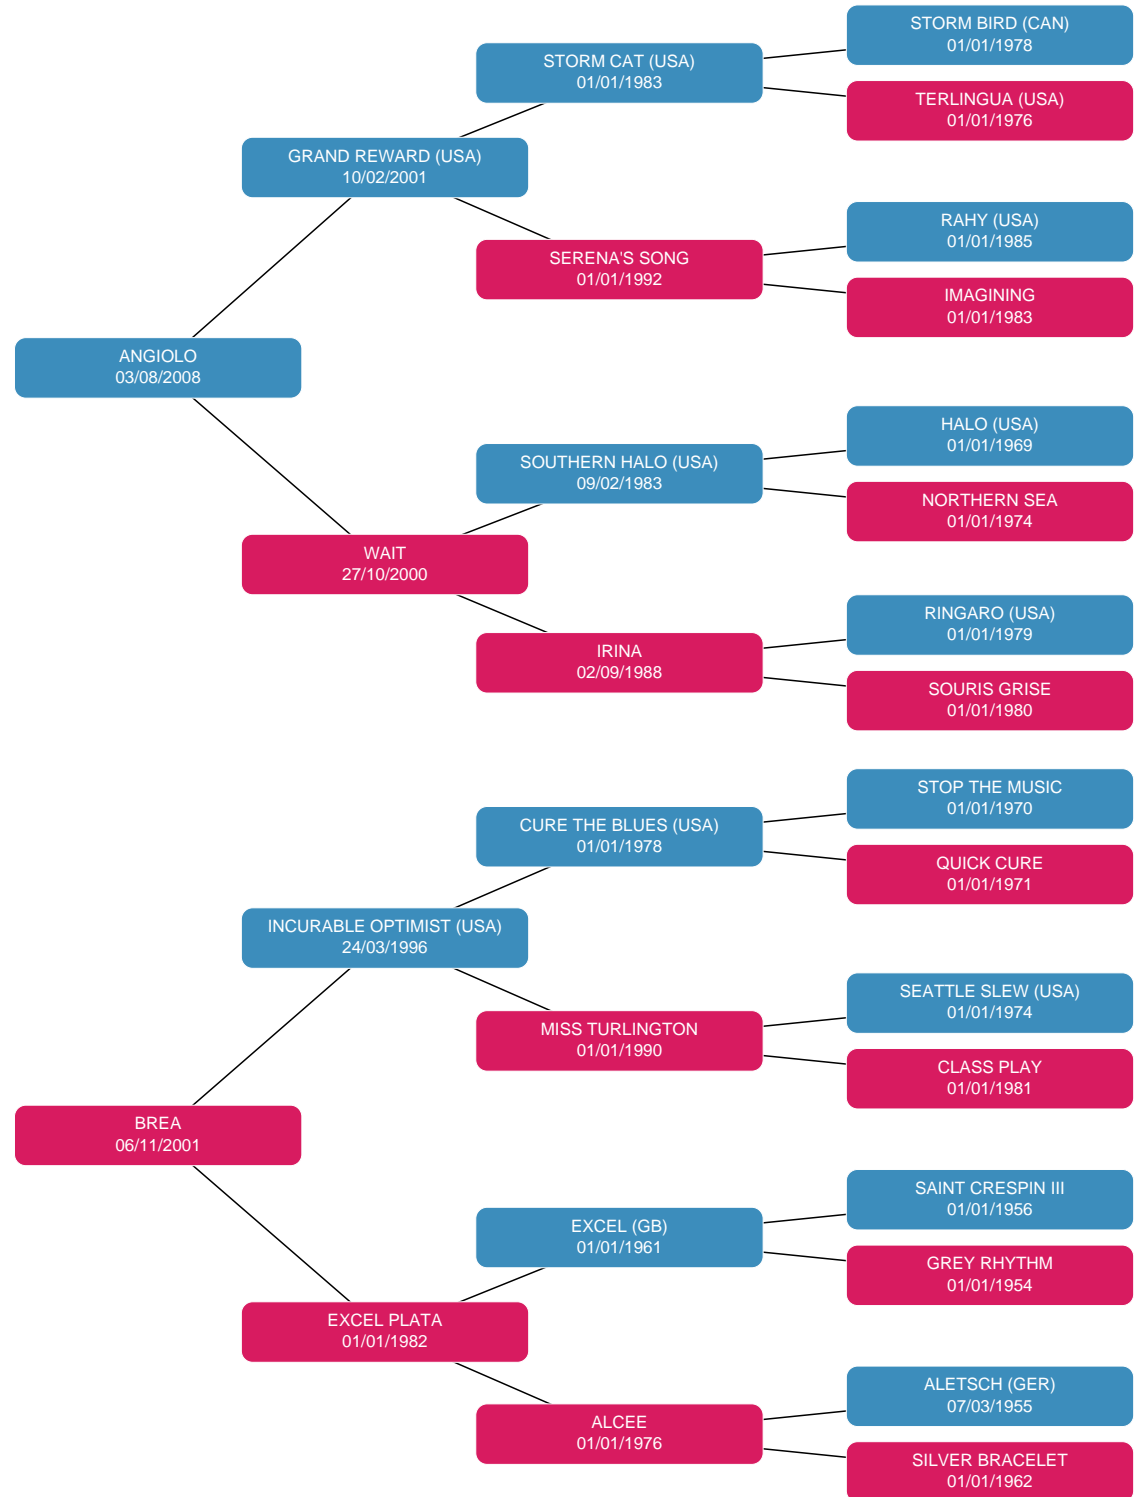 STORM BIRD (CAN)
01/01/1978
STORM CAT (USA)
01/01/1983
TERLINGUA (USA)
01/01/1976
GRAND REWARD (USA)
10/02/2001
RAHY (USA)
01/01/1985
SERENA'S SONG
01/01/1992
IMAGINING
01/01/1983
ANGIOLO
03/08/2008
HALO (USA)
01/01/1969
SOUTHERN HALO (USA)
09/02/1983
NORTHERN SEA
01/01/1974
WAIT
27/10/2000
RINGARO (USA)
01/01/1979
IRINA
02/09/1988
SOURIS GRISE
01/01/1980
STOP THE MUSIC
01/01/1970
CURE THE BLUES (USA)
01/01/1978
QUICK CURE
01/01/1971
INCURABLE OPTIMIST (USA)
24/03/1996
SEATTLE SLEW (USA)
01/01/1974
MISS TURLINGTON
01/01/1990
CLASS PLAY
01/01/1981
BREA
06/11/2001
SAINT CRESPIN III
01/01/1956
EXCEL (GB)
01/01/1961
GREY RHYTHM
01/01/1954
EXCEL PLATA
01/01/1982
ALETSCH (GER)
07/03/1955
ALCEE
01/01/1976
SILVER BRACELET
01/01/1962